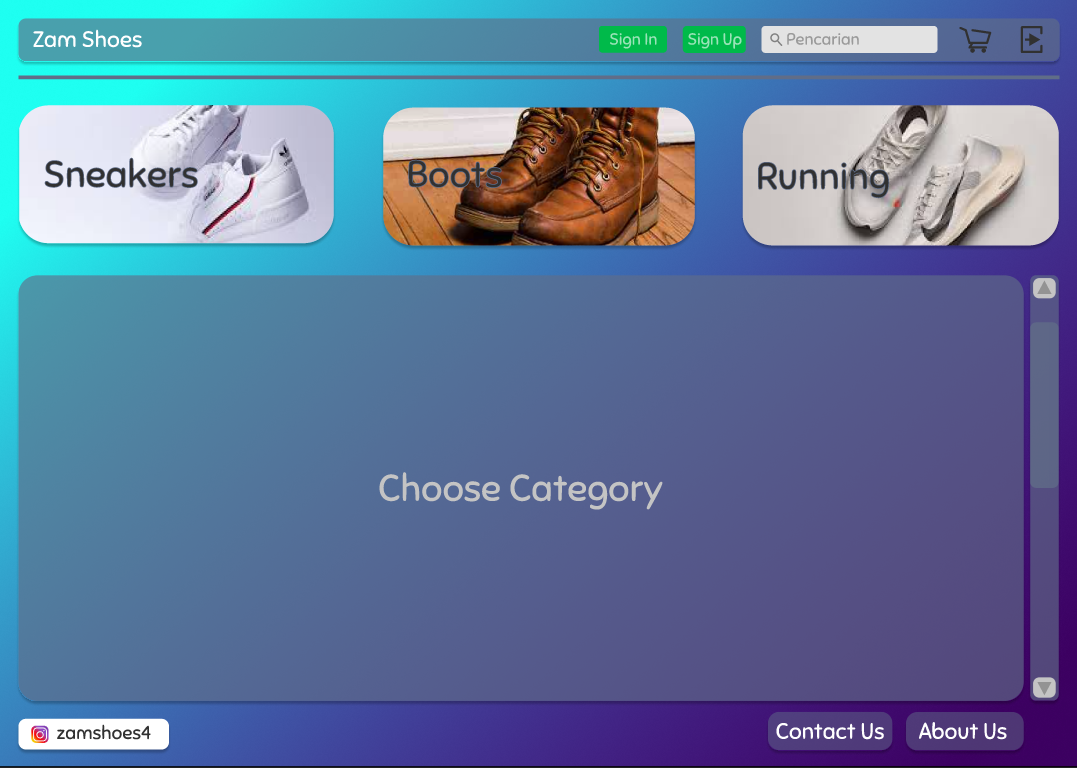 Zam Shoes
Sign In
Sign Up
Pencarian
Sneakers
Boots
Running
Choose Category
zamshoes4
Contact Us
About Us